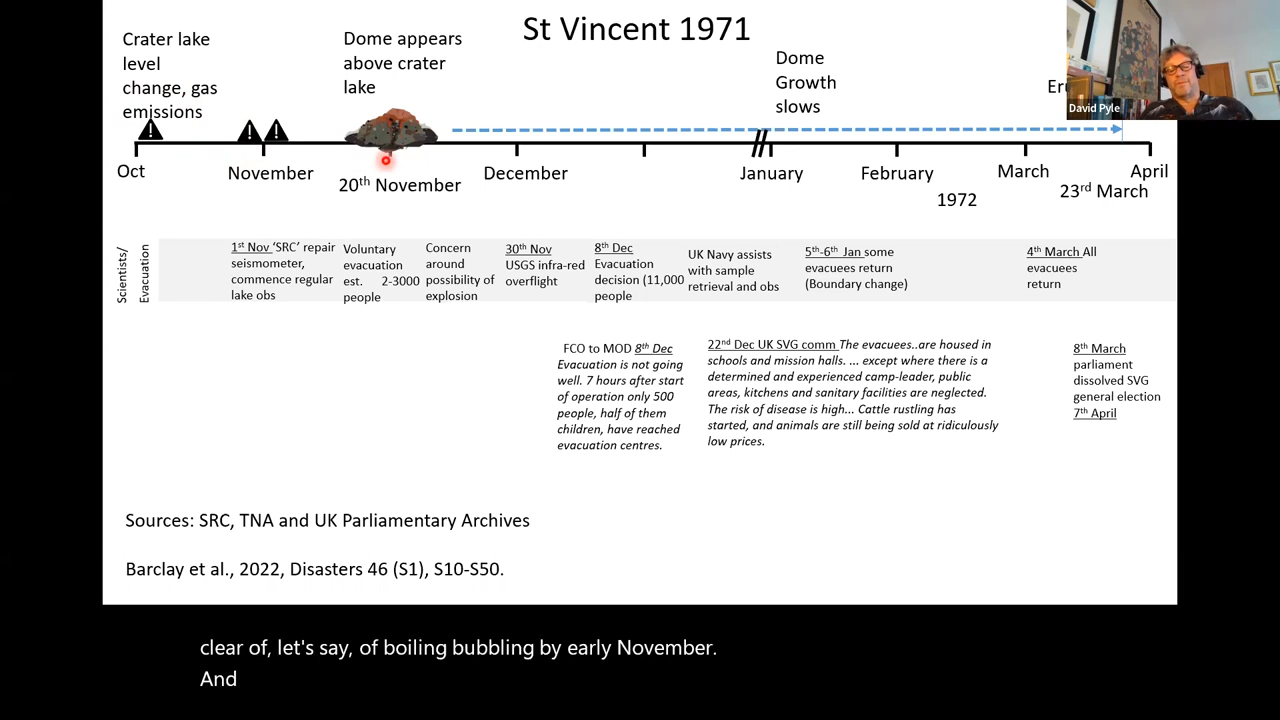 St Vincent 1971
Crater lake
level
change, gas
emissions
Dome appears
above crater
lake
Dome
Growth
slows
David Pyle
Oct
November
20th November
December
January
February
1972
March
23rd March
April
Scientists/
Evacuation
1st Nov ‘SRC’ repair
seismometer,
commence regular
lake obs
Voluntary
evacuation
est. 2-3000
people
Concern
around
possibility of
explosion
30th Nov
USGS infra-red
overflight
8th Dec
Evacuation
decision (11,000
people
UK Navy assists
with sample
retrieval and obs
5th-6th Jan some
evacuees return
(Boundary change)
4th March All
evacuees
return
FCO to MOD 8th Dec
Evacuation is not going
well. 7 hours after start
of operation only 500
people, half of them
children, have reached
evacuation centres.
22nd Dec UK SVG comm The evacuees..are housed in
schools and mission halls. ... except where there is a
determined and experienced camp-leader, public
areas, kitchens and sanitary facilities are neglected.
The risk of disease is high... Cattle rustling has
started, and animals are still being sold at ridiculously
low prices.
8th March
parliament
dissolved SVG
general election
7th April
Sources: SRC, TNA and UK Parliamentary Archives
Barclay et al., 2022, Disasters 46 (S1), S10-S50.
clear of, let's say, of boiling bubbling by early November.
And